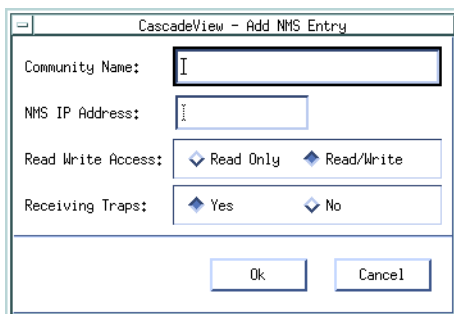 CascadeView - Add NMS Entry
Community Name:
NMS IP Address:
Read Write Access: Read Only Read/Write
Receiving Traps: Yes No
Ok Cancel